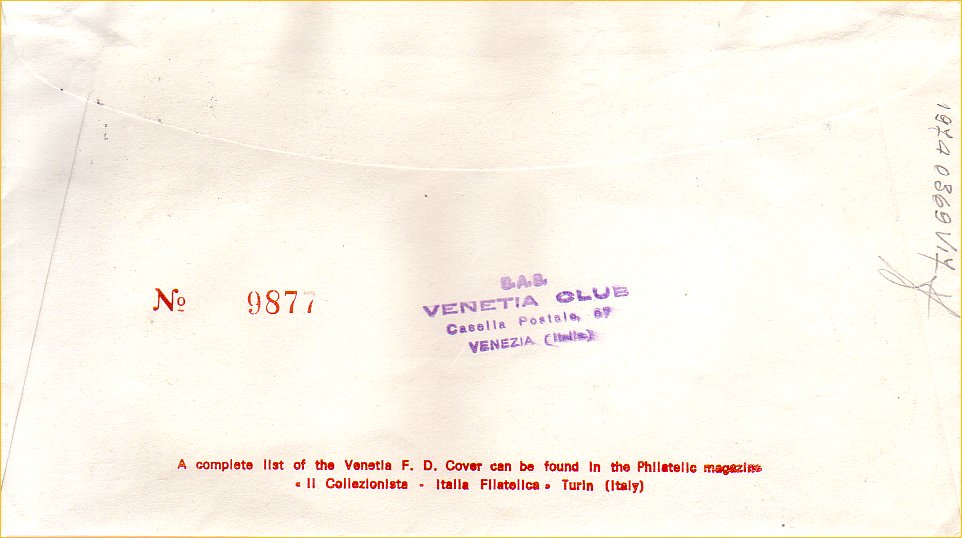 No 9877
S.A.S.
VENETIA CLUB
Casella Postale, 67
VENEZIA (Italia)
A complete list of the Venetia F. D. Cover can be found in the Philatelic magazine
« Il Collezionista - Italia Filatelica » Turin (Italy)